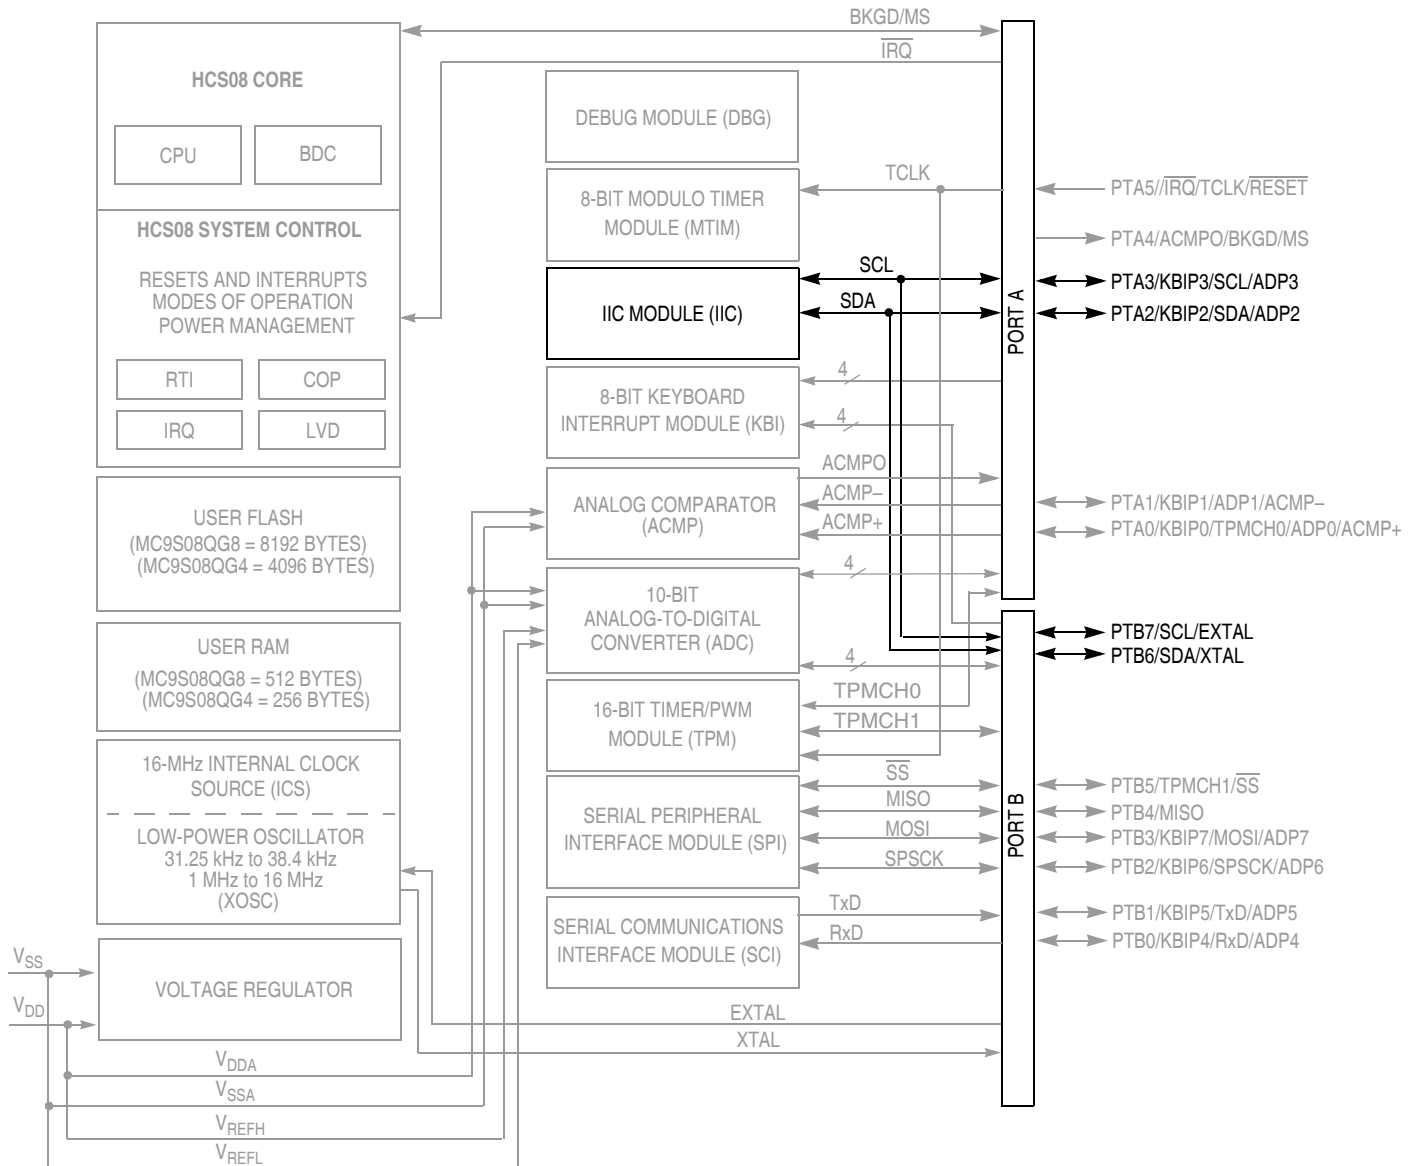 BKGD/MS
IRQ
HCS08 CORE
CPU
BDC
HCS08 SYSTEM CONTROL
RESETS AND INTERRUPTS
MODES OF OPERATION
POWER MANAGEMENT
RTI
COP
IRQ
LVD
USER FLASH
(MC9S08QG8 = 8192 BYTES)
(MC9S08QG4 = 4096 BYTES)
USER RAM
(MC9S08QG8 = 512 BYTES)
(MC9S08QG4 = 256 BYTES)
16-MHz INTERNAL CLOCK
SOURCE (ICS)
LOW-POWER OSCILLATOR
31.25 kHz to 38.4 kHz
1 MHz to 16 MHz
(XOSC)
VSS
VDD
VOLTAGE REGULATOR
VDDA
VSSA
VREFH
VREFL
DEBUG MODULE (DBG)
8-BIT MODULO TIMER
MODULE (MTIM)
TCLK
IIC MODULE (IIC)
SCL
SDA
8-BIT KEYBOARD
INTERRUPT MODULE (KBI)
4
4
ANALOG COMPARATOR
(ACMP)
ACMPO
ACMP–
ACMP+
10-BIT
ANALOG-TO-DIGITAL
CONVERTER (ADC)
4
4
16-BIT TIMER/PWM
MODULE (TPM)
TPMCH0
TPMCH1
SERIAL PERIPHERAL
INTERFACE MODULE (SPI)
SS
MISO
MOSI
SPSCK
SERIAL COMMUNICATIONS
INTERFACE MODULE (SCI)
TxD
RxD
EXTAL
XTAL
PORT A
PORT B
PTA5//IRQ/TCLK/RESET
PTA4/ACMPO/BKGD/MS
PTA3/KBIP3/SCL/ADP3
PTA2/KBIP2/SDA/ADP2
PTA1/KBIP1/ADP1/ACMP–
PTA0/KBIP0/TPMCH0/ADP0/ACMP+
PTB7/SCL/EXTAL
PTB6/SDA/XTAL
PTB5/TPMCH1/SS
PTB4/MISO
PTB3/KBIP7/MOSI/ADP7
PTB2/KBIP6/SPSCK/ADP6
PTB1/KBIP5/TxD/ADP5
PTB0/KBIP4/RxD/ADP4